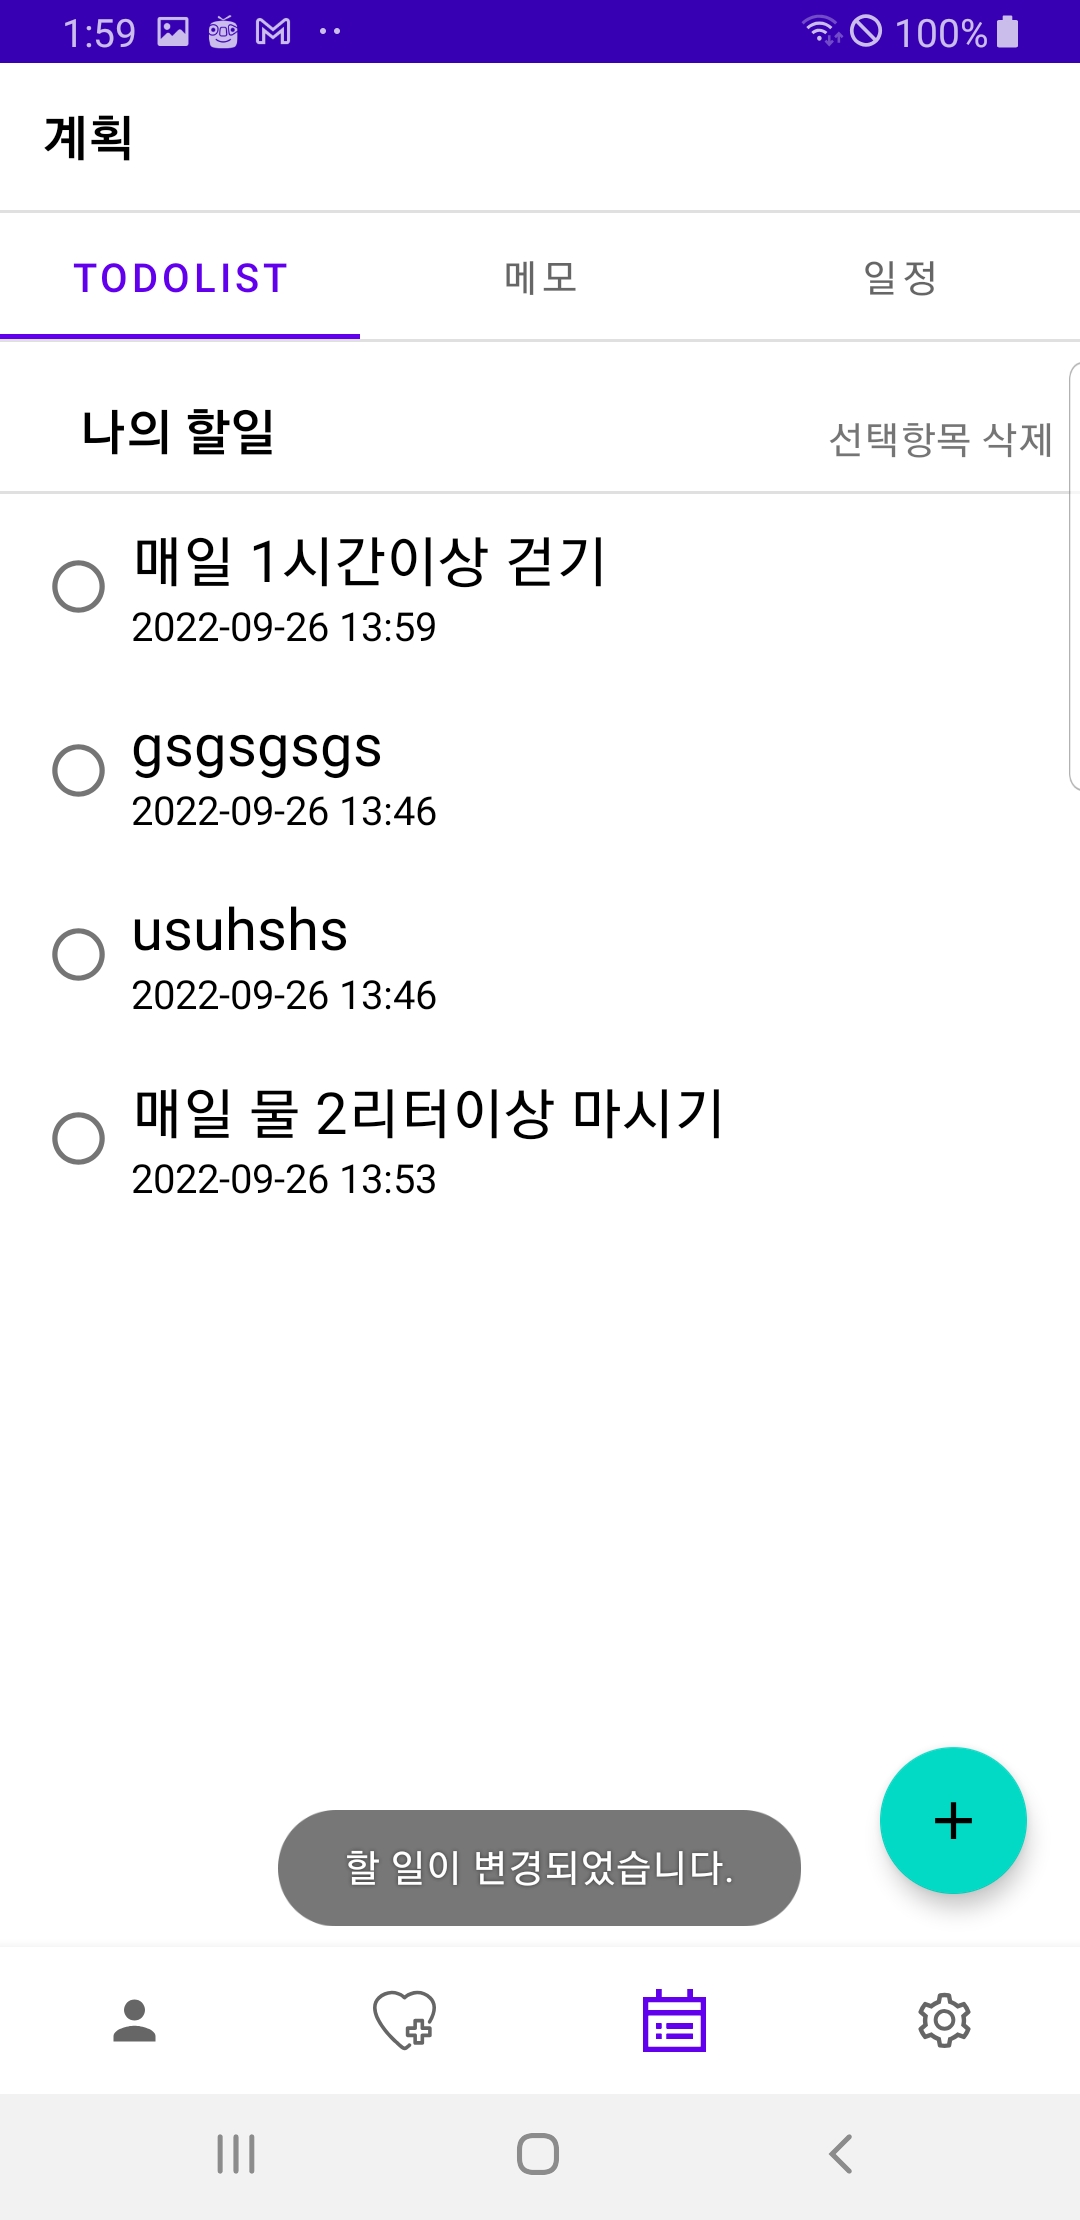 1:59
100%
계획
TODOLIST
메모
일정
나의 할일
선택항목 삭제
매일 1시간이상 걷기
2022-09-26 13:59
gsgsgsgs
2022-09-26 13:46
usuhshs
2022-09-26 13:46
매일 물 2리터이상 마시기
2022-09-26 13:53
할 일이 변경되었습니다.